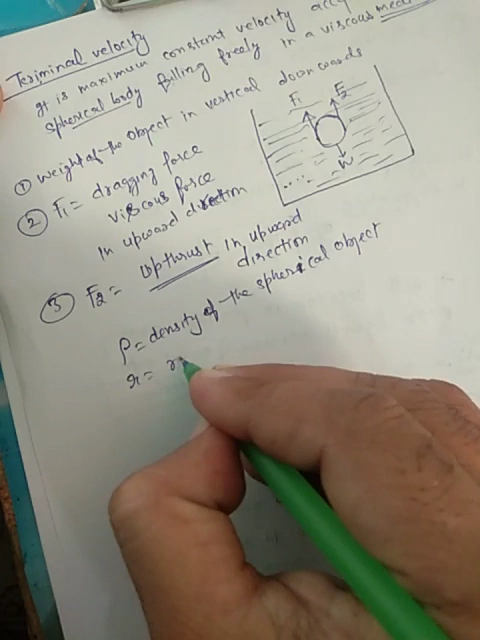 Terminal velocity
It is maximum constant velocity
spherical body falling freely in a viscous
① weight of the object in vertical downwards
② F₁ = dragging force
viscous force
in upward direction
③ F₂ = Upthrust in upward
direction
ρ = density of the spherical object
r =
F₁
F₂
W